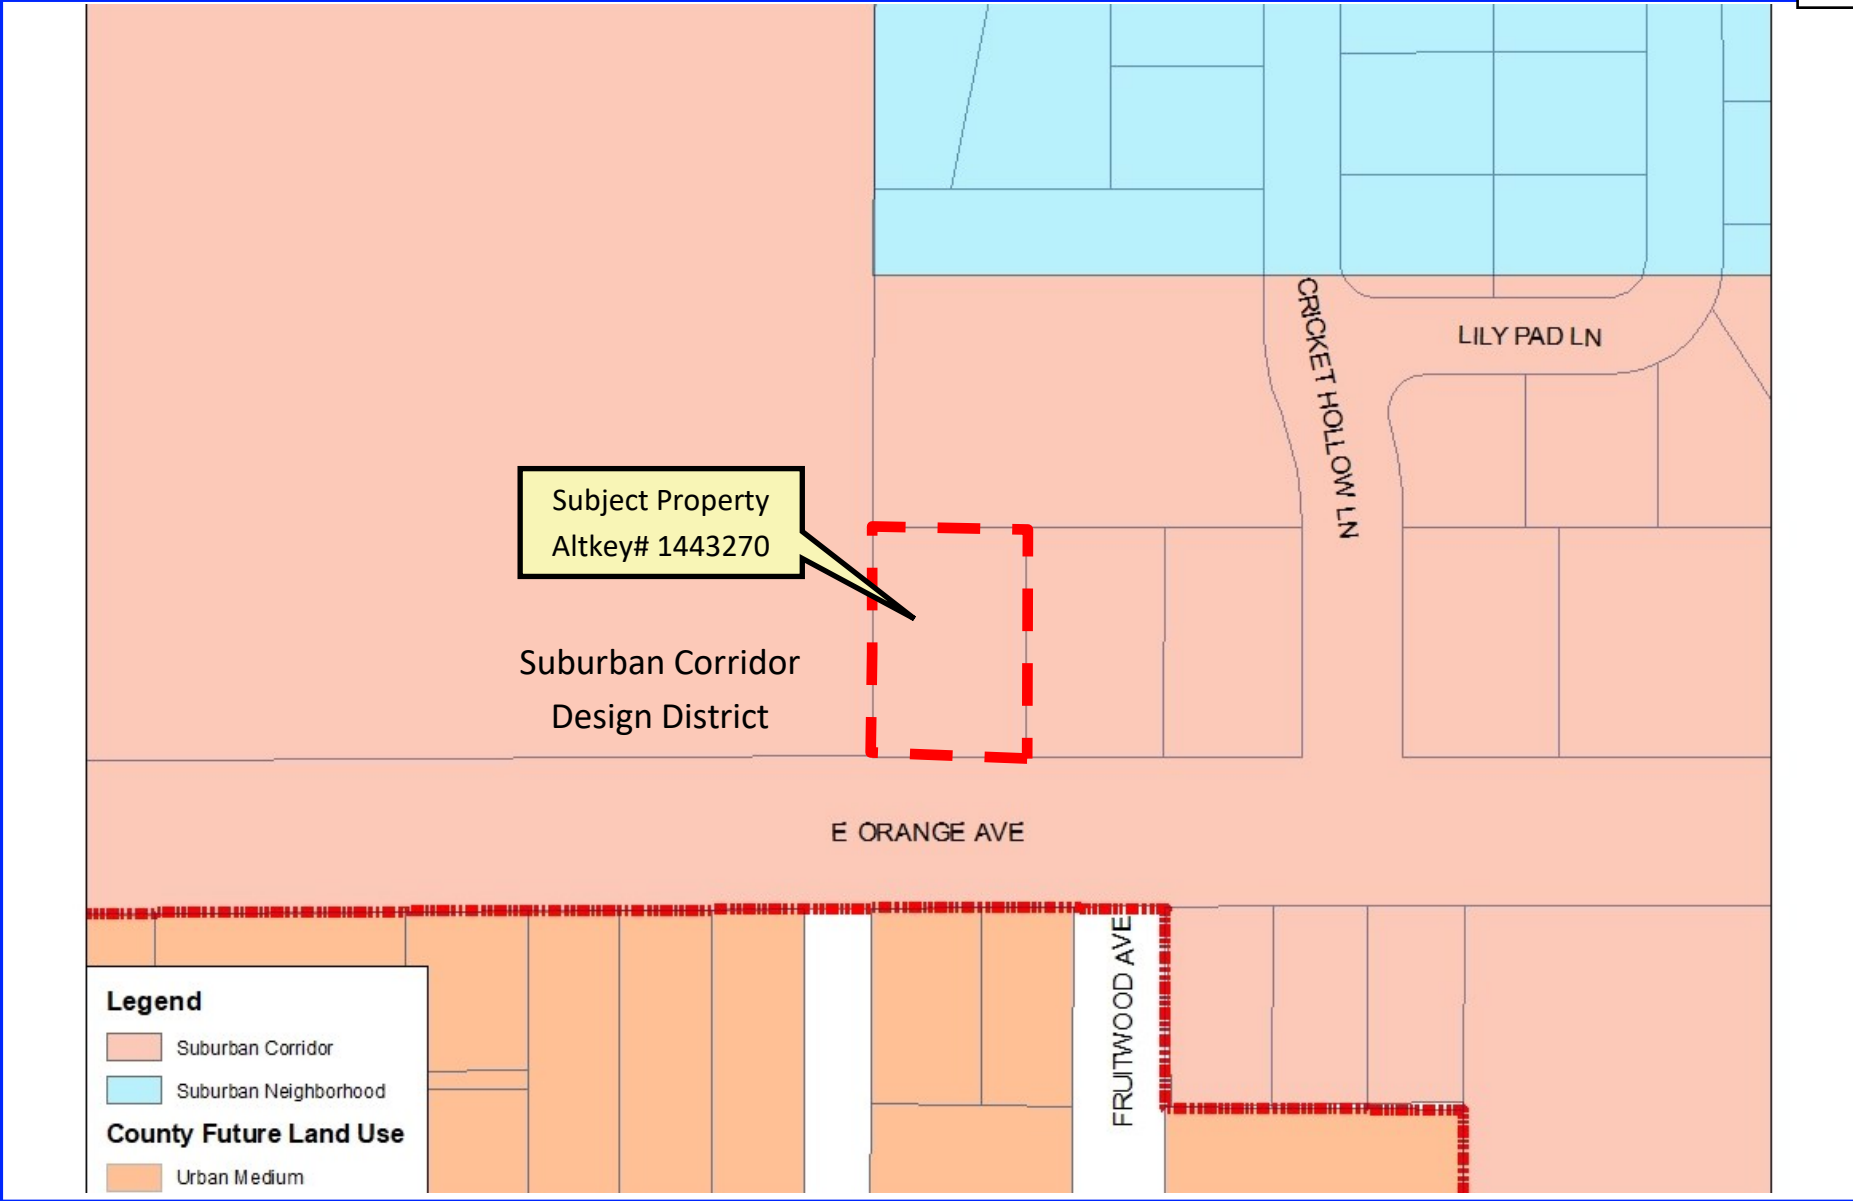 CRICKET HOLLOW LN
LILY PAD LN
Subject Property
Altkey# 1443270
Suburban Corridor
Design District
E ORANGE AVE
FRUITWOOD AVE
Legend
Suburban Corridor
Suburban Neighborhood
County Future Land Use
Urban Medium